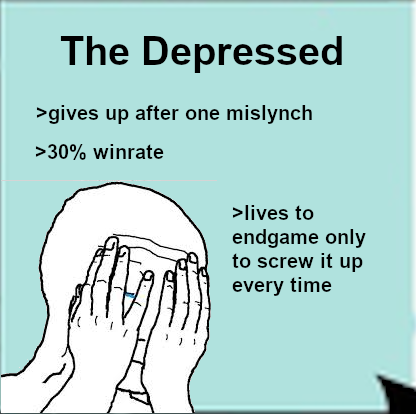 The Depressed
>gives up after one mislynch
>30% winrate
>lives to
endgame only
to screw it up
every time